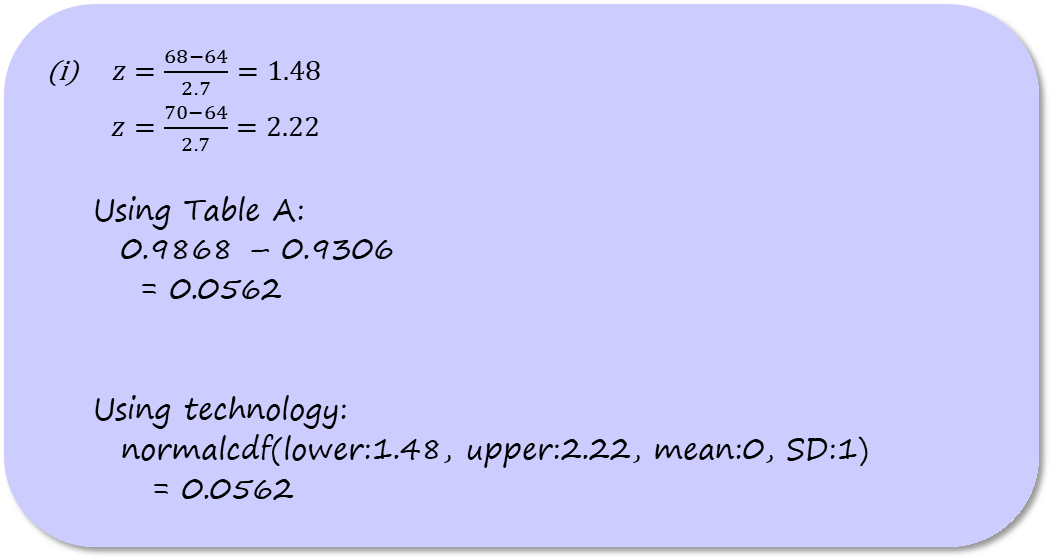 (i) z = 68−64/2.7 = 1.48
z = 70−64/2.7 = 2.22
Using Table A:
0.9868 – 0.9306
= 0.0562
Using technology:
normalcdf(lower:1.48, upper:2.22, mean:0, SD:1)
= 0.0562